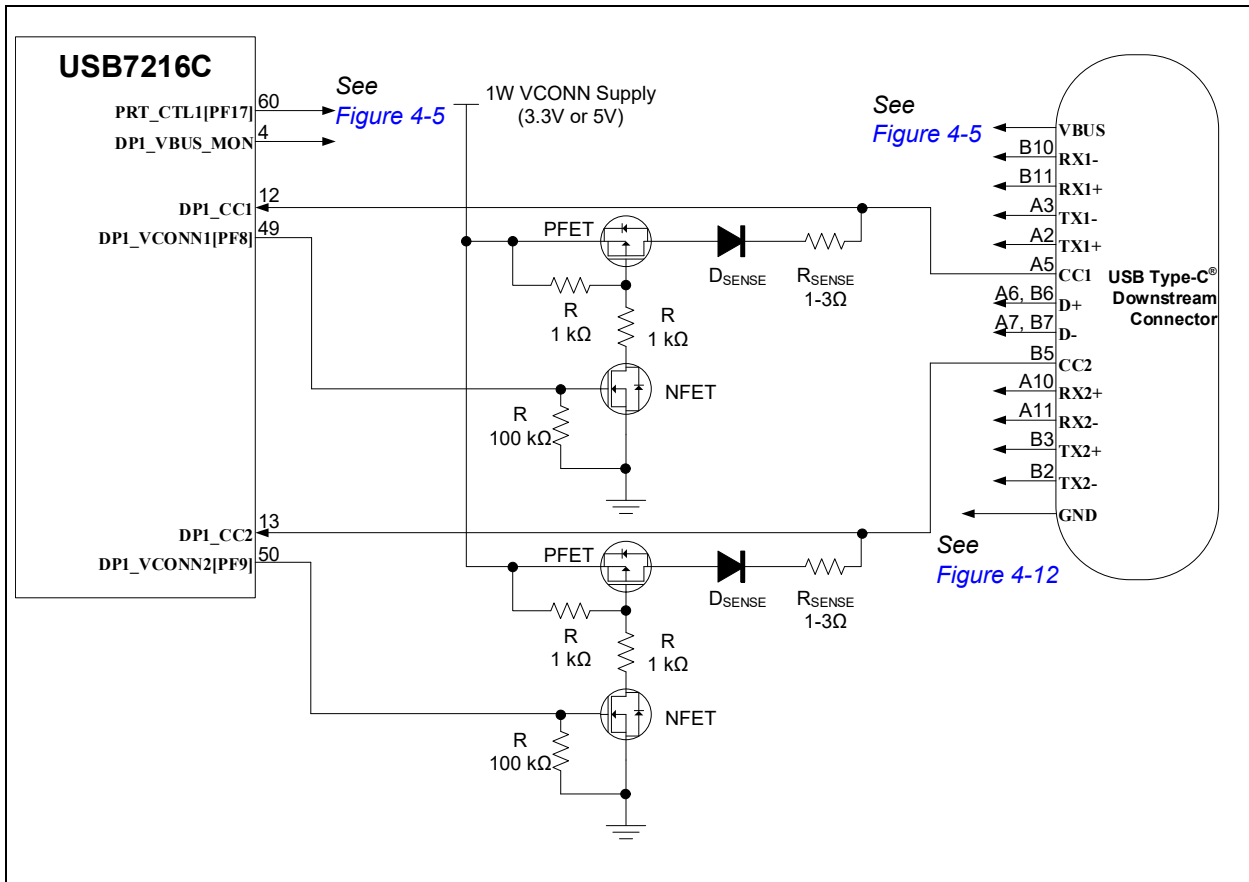 USB7216C
PRT_CTL1[PF17]
60
DP1_VBUS_MON
4
See
Figure 4-5
1W VCONN Supply
(3.3V or 5V)
DP1_CC1
12
DP1_VCONN1[PF8]
49
PFET
DSENSE
RSENSE
1-3Ω
R
1 kΩ
R
1 kΩ
NFET
R
100 kΩ
DP1_CC2
13
DP1_VCONN2[PF9]
50
PFET
DSENSE
RSENSE
1-3Ω
R
1 kΩ
R
1 kΩ
NFET
R
100 kΩ
See
Figure 4-5
VBUS
B10
RX1-
B11
RX1+
A3
TX1-
A2
TX1+
A5
CC1
A6, B6
D+
A7, B7
D-
B5
CC2
A10
RX2+
A11
RX2-
B3
TX2+
B2
TX2-
GND
See
Figure 4-12
USB Type-C®
Downstream
Connector